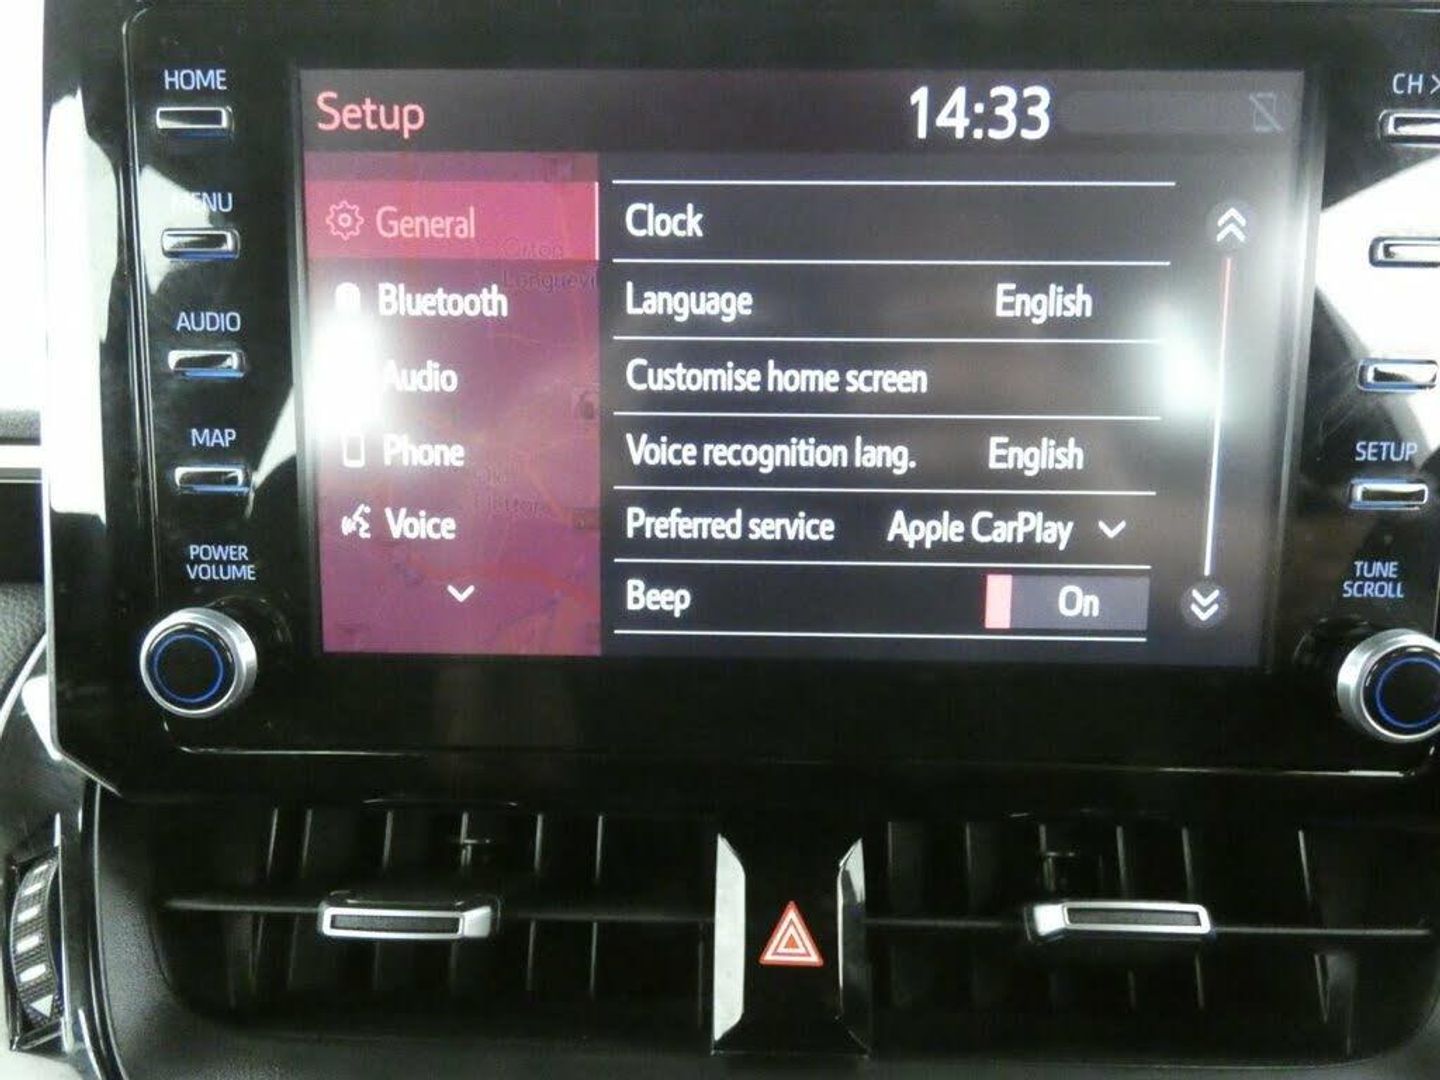 HOME
MENU
AUDIO
MAP
POWER
VOLUME
Setup
14:33
General
Bluetooth
Audio
Phone
Voice
Clock
Language English
Customise home screen
Voice recognition lang. English
Preferred service Apple CarPlay
Beep On
CH >
SETUP
TUNE
SCROLL